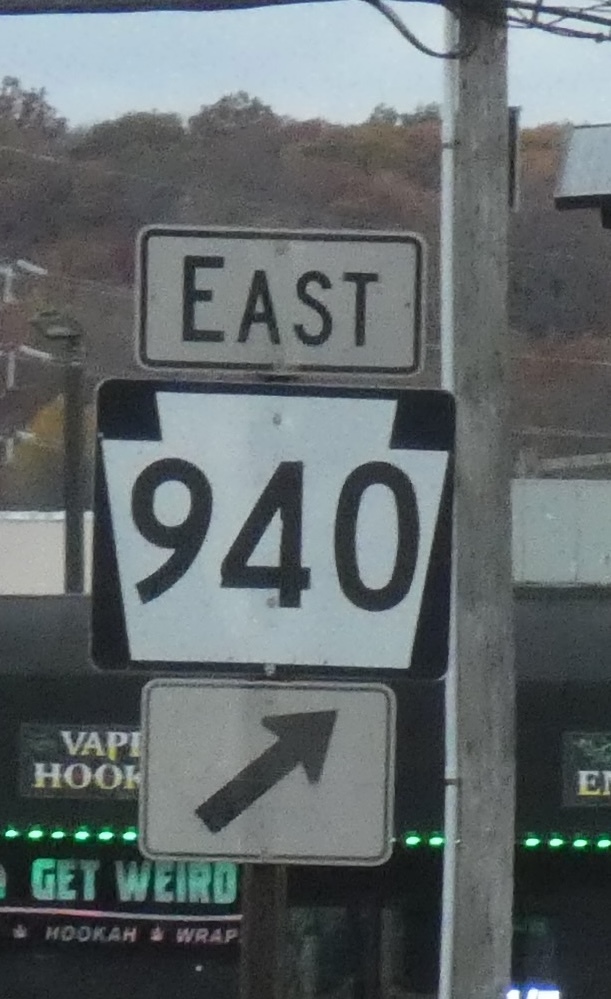 EAST
940
GET WEIRD
HOOKAH WRAP